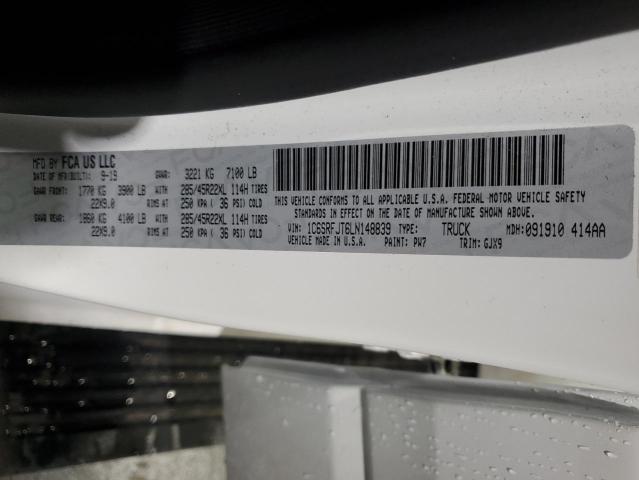 MFD BY FCA US LLC
DATE OF MFR(BUILT): 9-19 GVWR: 3221 KG 7100 LB
GAWR FRONT: 1770 KG 3900 LB WITH 285/45R22XL 114H TIRES
22X9.0 RIMS AT 250 KPA ( 36 PSI) COLD
GAWR REAR: 1860 KG 4100 LB WITH 285/45R22XL 114H TIRES
22X9.0 RIMS AT 250 KPA ( 36 PSI) COLD
THIS VEHICLE CONFORMS TO ALL APPLICABLE U.S.A. FEDERAL MOTOR VEHICLE SAFETY
STANDARDS IN EFFECT ON THE DATE OF MANUFACTURE SHOWN ABOVE.
VIN: 1C6SRFJT6LN148839 TYPE: TRUCK MDH: 091910 414AA
VEHICLE MADE IN U.S.A. PAINT: PW7 TRIM: GJX9